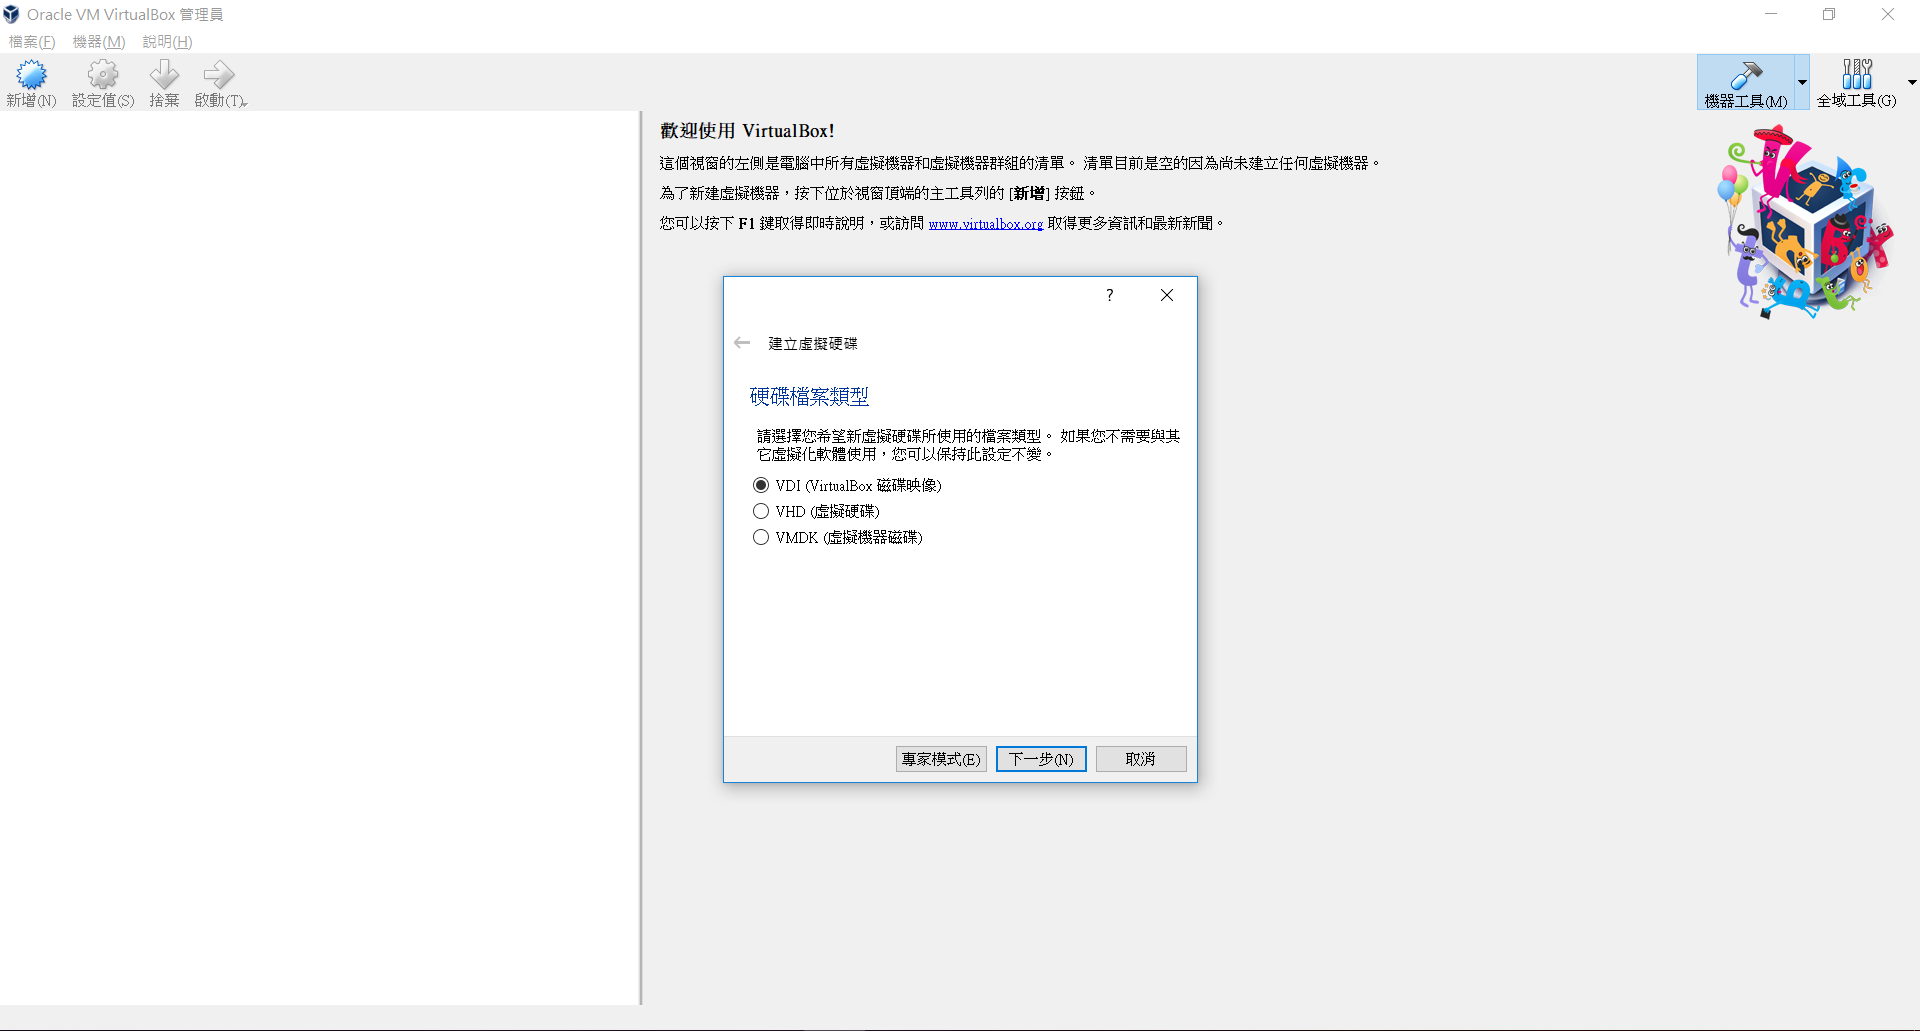 Oracle VM VirtualBox 管理員
檔案(F) 機器(M) 說明(H)
新增(N) 設定值(S) 捨棄 啟動(T) 機器工具(M) 全域工具(G)
歡迎使用 VirtualBox!
這個視窗的左側是電腦中所有虛擬機器和虛擬機器群組的清單。 清單目前是空的因為尚未建立任何虛擬機器。
為了新建虛擬機器，按下位於視窗頂端的主工具列的 [新增] 按鈕。
您可以按下 F1 鍵取得即時說明，或訪問 www.virtualbox.org 取得更多資訊和最新新聞。
?
建立虛擬硬碟
硬碟檔案類型
請選擇您希望新虛擬硬碟所使用的檔案類型。 如果您不需要與其
它虛擬化軟體使用，您可以保持此設定不變。
VDI (VirtualBox 磁碟映像)
VHD (虛擬硬碟)
VMDK (虛擬機器磁碟)
專家模式(E) 下一步(N) 取消